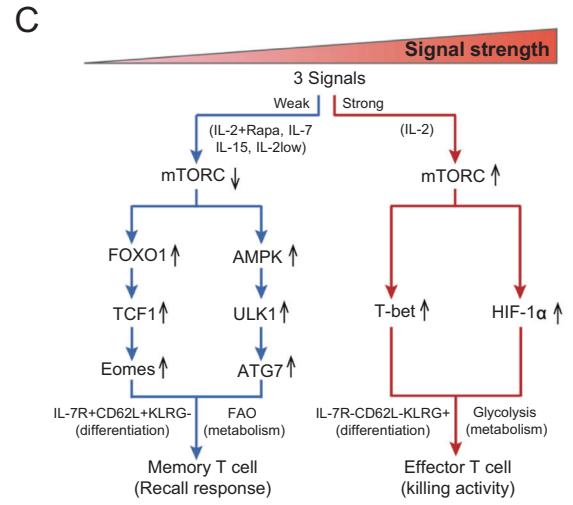 C
Signal strength
3 Signals
Weak
Strong
(IL-2+Rapa, IL-7
IL-15, IL-2low)
(IL-2)
mTORC ↓
mTORC ↑
FOXO1 ↑
AMPK ↑
TCF1 ↑
ULK1 ↑
T-bet ↑
HIF-1α ↑
Eomes ↑
ATG7 ↑
IL-7R+CD62L+KLRG-
(differentiation)
FAO
(metabolism)
IL-7R-CD62L-KLRG+
(differentiation)
Glycolysis
(metabolism)
Memory T cell
(Recall response)
Effector T cell
(killing activity)